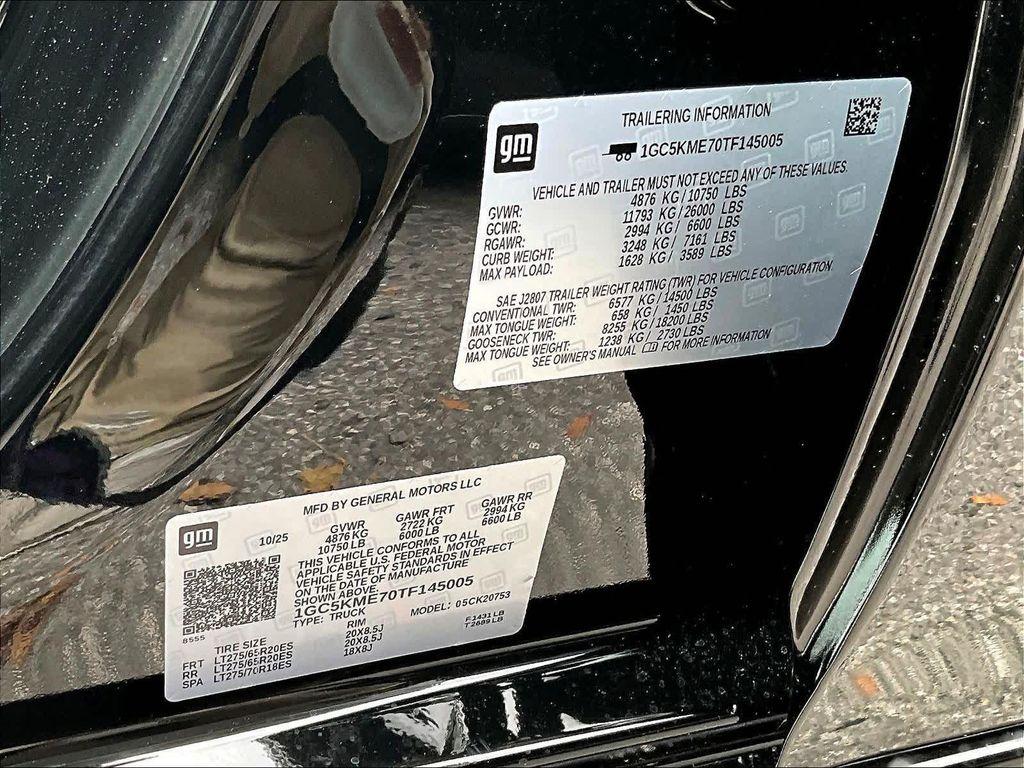 gm
TRAILERING INFORMATION
1GC5KME70TF145005
VEHICLE AND TRAILER MUST NOT EXCEED ANY OF THESE VALUES.
GVWR: 4876 KG / 10750 LBS
GCWR: 11793 KG / 26000 LBS
RGAWR: 2994 KG / 6600 LBS
CURB WEIGHT: 3248 KG / 7161 LBS
MAX PAYLOAD: 1628 KG / 3589 LBS
SAE J2807 TRAILER WEIGHT RATING (TWR) FOR VEHICLE CONFIGURATION
CONVENTIONAL TWR: 6577 KG / 14500 LBS
MAX TONGUE WEIGHT: 658 KG / 1450 LBS
GOOSENECK TWR: 8255 KG / 18200 LBS
MAX TONGUE WEIGHT: 1238 KG / 2730 LBS
SEE OWNER'S MANUAL FOR MORE INFORMATION
MFD BY GENERAL MOTORS LLC
gm
10/25
GVWR GAWR FRT GAWR RR
4876 KG 2722 KG 2994 KG
10750 LB 6000 LB 6600 LB
THIS VEHICLE CONFORMS TO ALL
APPLICABLE U.S. FEDERAL MOTOR
VEHICLE SAFETY STANDARDS IN EFFECT
ON THE DATE OF MANUFACTURE
SHOWN ABOVE.
1GC5KME70TF145005
TYPE: TRUCK MODEL: 05CK20753
8555
TIRE SIZE RIM
FRT LT275/65R20ES 20X8.5J
RR LT275/65R20ES 20X8.5J
SPA LT275/70R18ES 18X8J
F:1431 LB
T:2689 LB